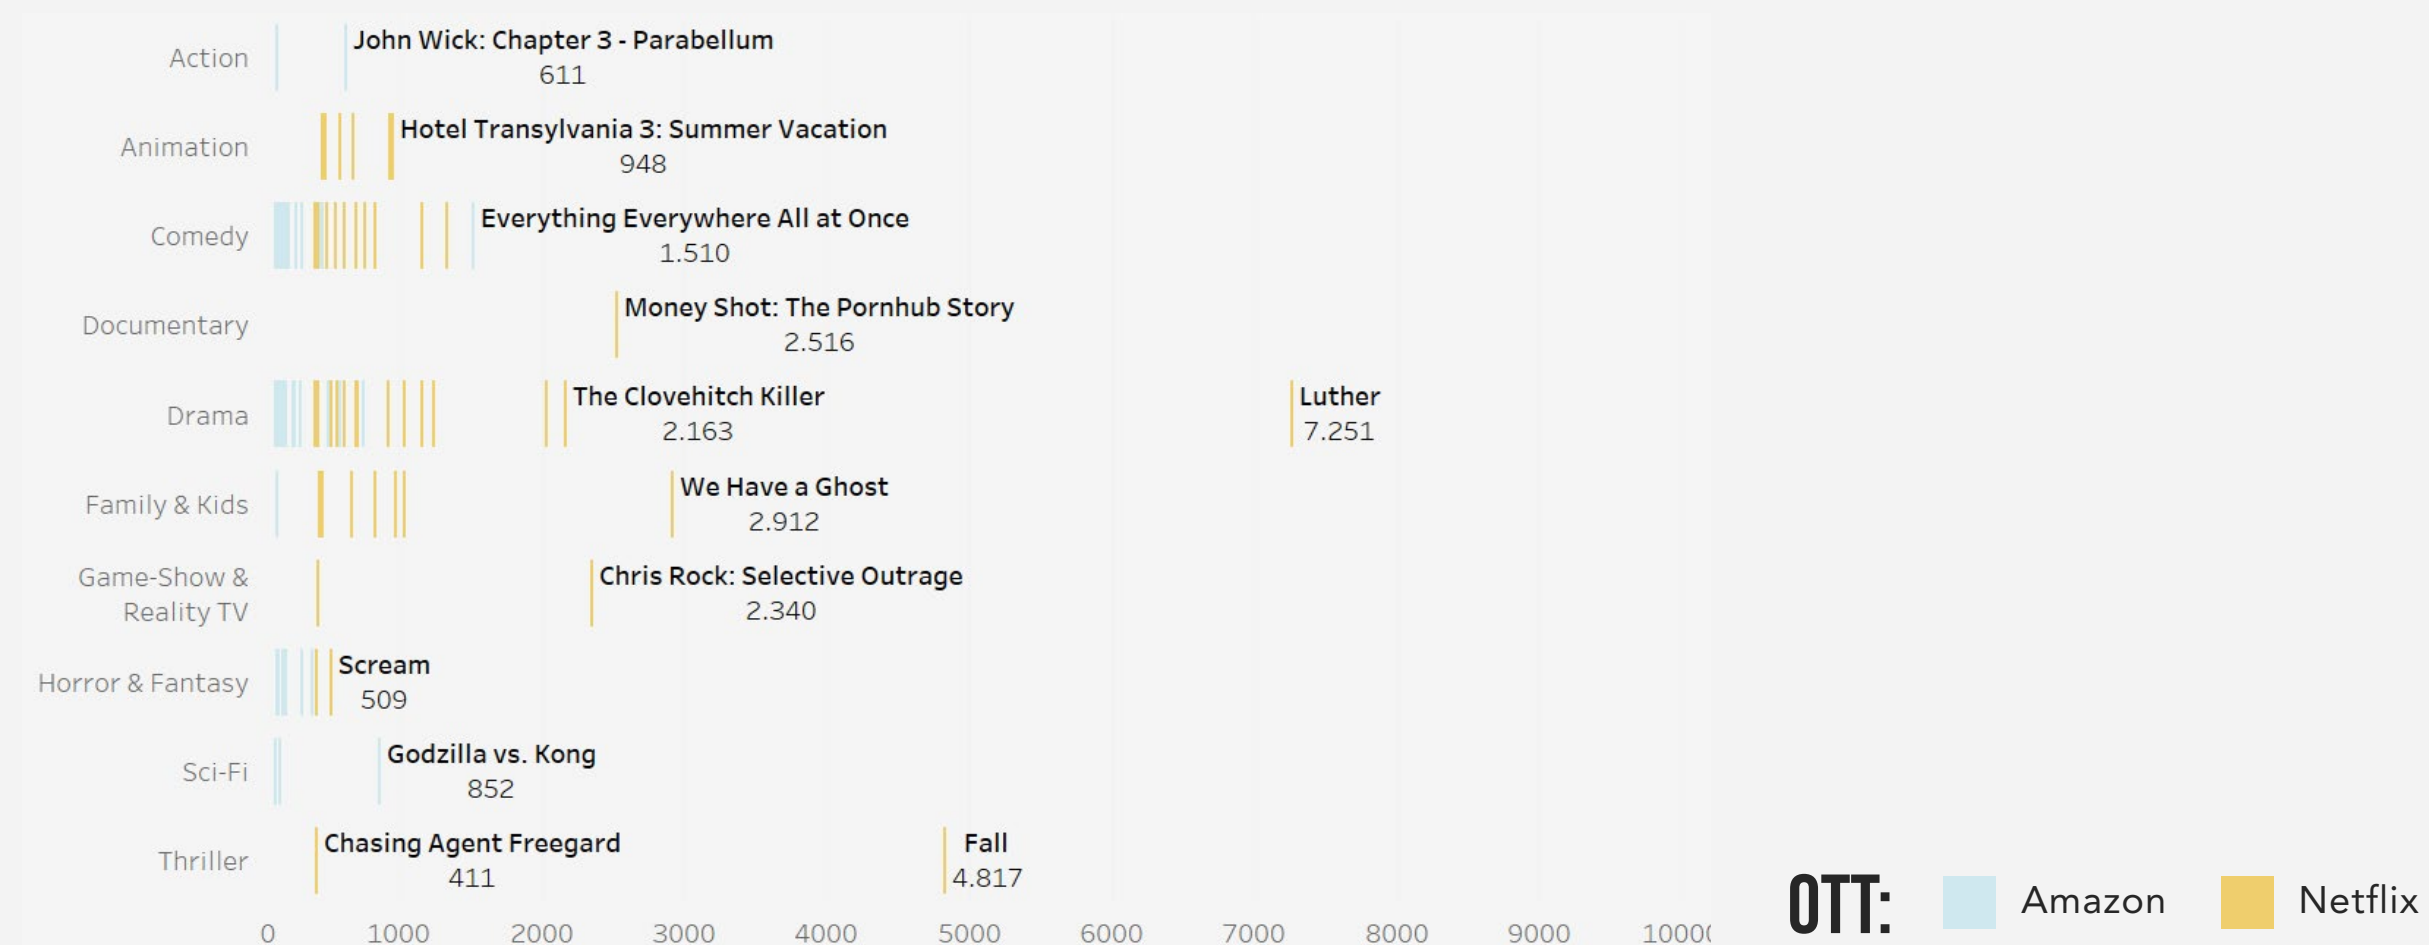 Action
John Wick: Chapter 3 - Parabellum
611
Animation
Hotel Transylvania 3: Summer Vacation
948
Comedy
Everything Everywhere All at Once
1.510
Documentary
Money Shot: The Pornhub Story
2.516
Drama
The Clovehitch Killer
2.163
Luther
7.251
Family & Kids
We Have a Ghost
2.912
Game-Show &
Reality TV
Chris Rock: Selective Outrage
2.340
Horror & Fantasy
Scream
509
Sci-Fi
Godzilla vs. Kong
852
Thriller
Chasing Agent Freegard
411
Fall
4.817
0 1000 2000 3000 4000 5000 6000 7000 8000 9000 10000
OTT: Amazon Netflix